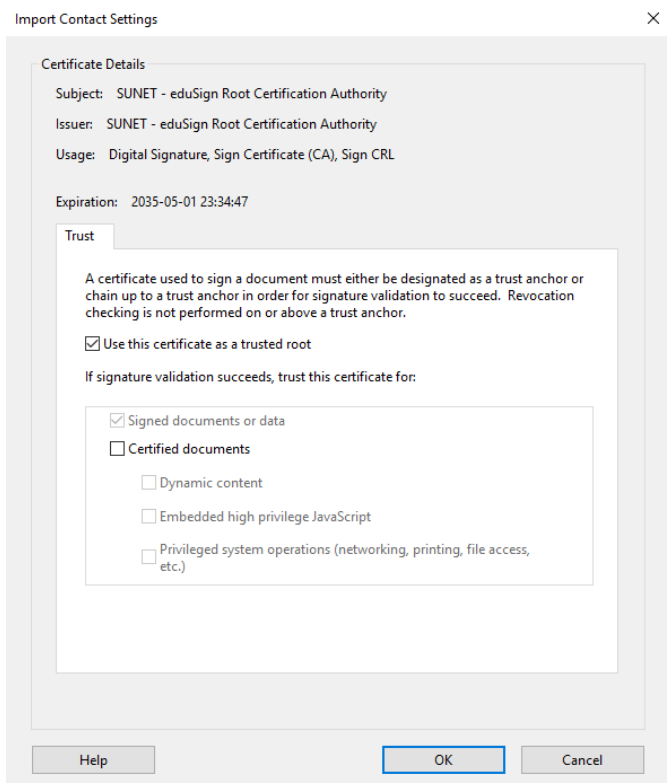 Import Contact Settings
Certificate Details
Subject: SUNET - eduSign Root Certification Authority
Issuer: SUNET - eduSign Root Certification Authority
Usage: Digital Signature, Sign Certificate (CA), Sign CRL
Expiration: 2035-05-01 23:34:47
Trust
A certificate used to sign a document must either be designated as a trust anchor or
chain up to a trust anchor in order for signature validation to succeed. Revocation
checking is not performed on or above a trust anchor.
Use this certificate as a trusted root
If signature validation succeeds, trust this certificate for:
Signed documents or data
Certified documents
Dynamic content
Embedded high privilege JavaScript
Privileged system operations (networking, printing, file access,
etc.)
Help
OK
Cancel